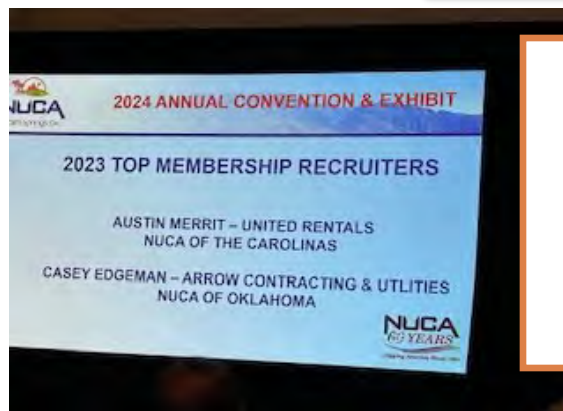 NUCA
2024 ANNUAL CONVENTION & EXHIBIT
2023 TOP MEMBERSHIP RECRUITERS
AUSTIN MERRIT – UNITED RENTALS
NUCA OF THE CAROLINAS
CASEY EDGEMAN – ARROW CONTRACTING & UTLITIES
NUCA OF OKLAHOMA
NUCA
60 YEARS